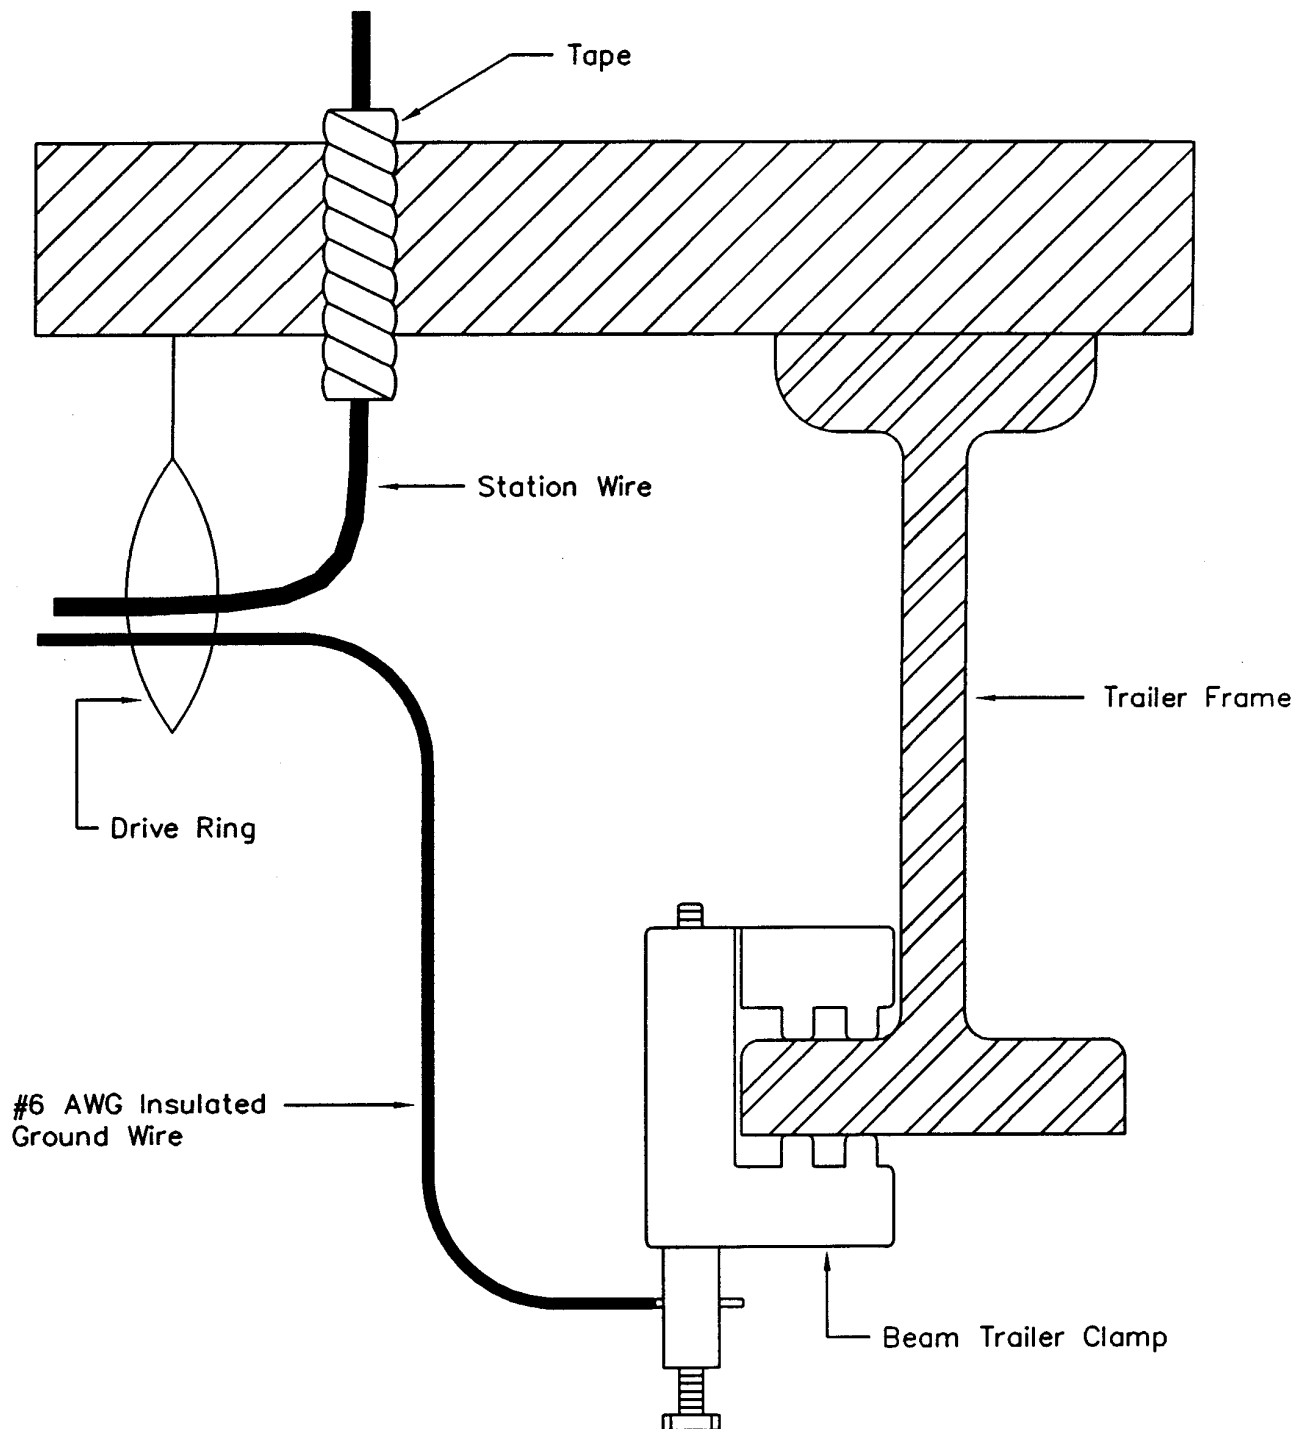 Tape
Station Wire
Trailer Frame
Drive Ring
#6 AWG Insulated
Ground Wire
Beam Trailer Clamp